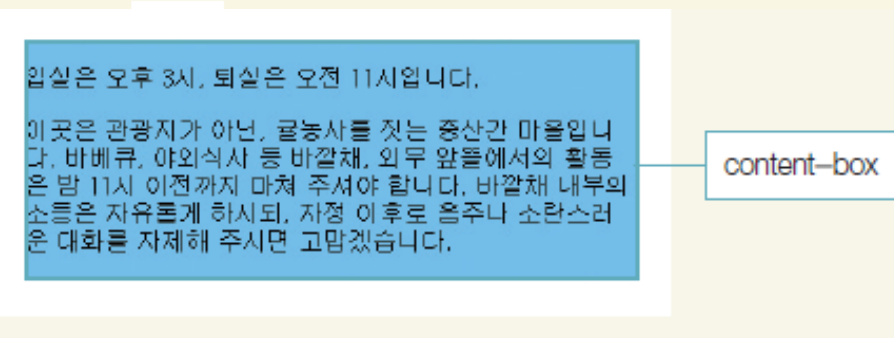 입실은 오후 3시, 퇴실은 오전 11시입니다.
이곳은 관광지가 아닌, 귤농사를 짓는 중산간 마을입니
다. 바베큐, 야외식사 등 바깥채, 외부 앞뜰에서의 활동
은 밤 11시 이전까지 마쳐 주셔야 합니다. 바깥채 내부의
소등은 자유롭게 하시되, 자정 이후로 음주나 소란스러
운 대화를 자제해 주시면 고맙겠습니다.
content-box